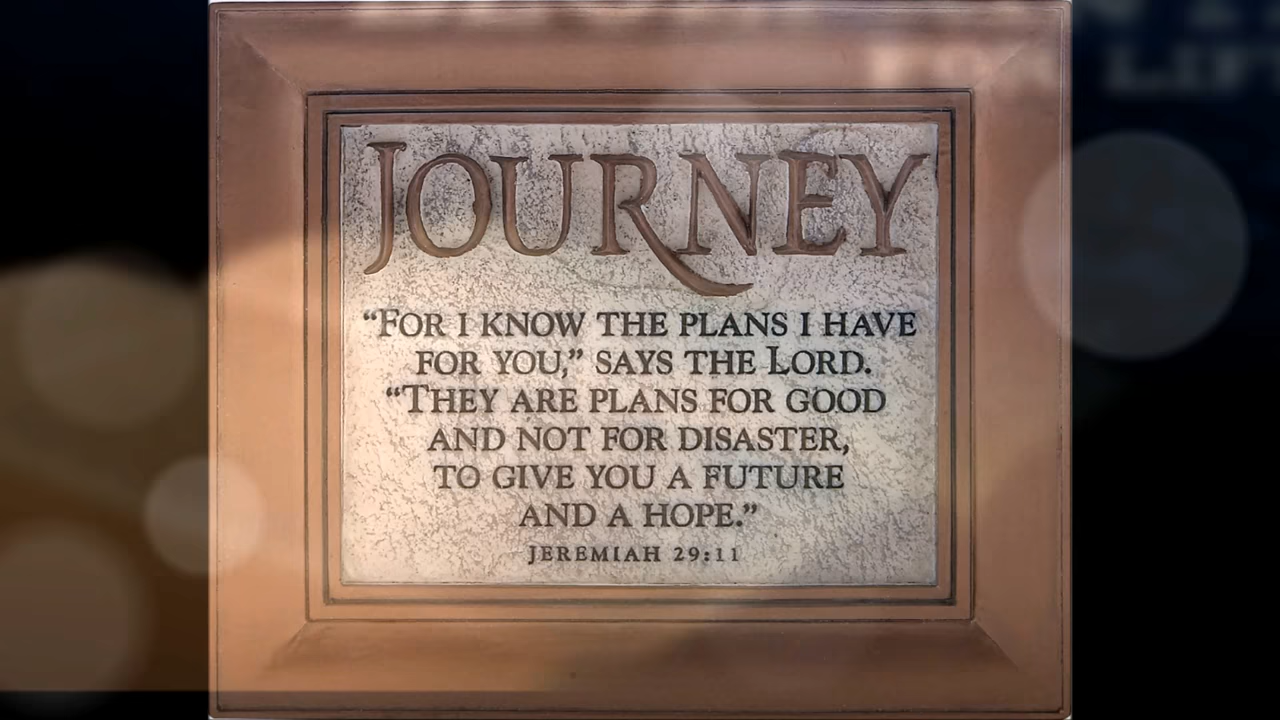 JOURNEY
“FOR I KNOW THE PLANS I HAVE
FOR YOU,” SAYS THE LORD.
“THEY ARE PLANS FOR GOOD
AND NOT FOR DISASTER,
TO GIVE YOU A FUTURE
AND A HOPE.”
JEREMIAH 29:11